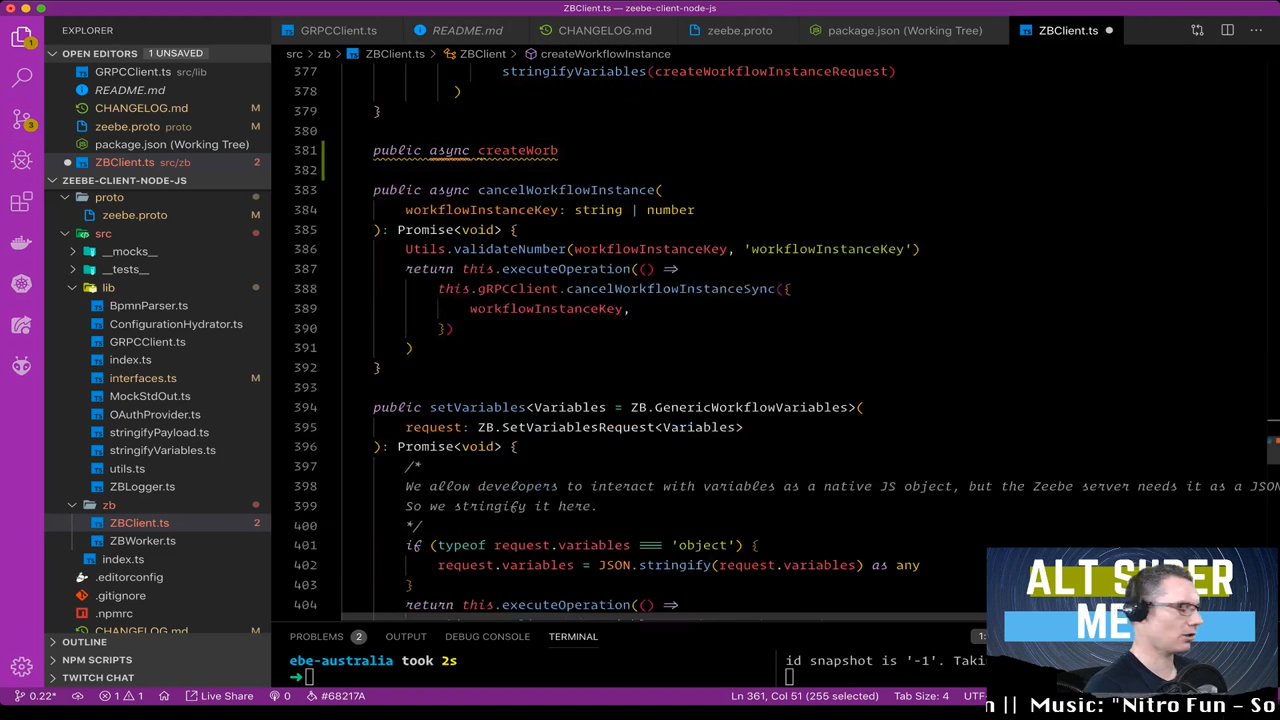 ZBClient.ts — zeebe-client-node-js
EXPLORER
GRPCClient.ts
README.md
CHANGELOG.md
zeebe.proto
package.json (Working Tree)
ZBClient.ts
src › zb › ZBClient.ts › ZBClient › createWorkflowInstance
OPEN EDITORS 1 UNSAVED
GRPCClient.ts src/lib
README.md
CHANGELOG.md M
zeebe.proto proto M
package.json (Working Tree)
ZBClient.ts src/zb 2
ZEEBE-CLIENT-NODE-JS
proto
zeebe.proto
src
__mocks__
__tests__
lib
BpmnParser.ts
ConfigurationHydrator.ts
GRPCClient.ts
index.ts
interfaces.ts M
MockStdOut.ts
OAuthProvider.ts
stringifyPayload.ts
stringifyVariables.ts
utils.ts
ZBLogger.ts
zb
ZBClient.ts 2
ZBWorker.ts
index.ts
.editorconfig
.gitignore
.npmrc
CHANGELOG.md M
OUTLINE
NPM SCRIPTS
TWITCH CHAT
1
3
377 stringifyVariables(createWorkflowInstanceRequest)
378 )
379 }
380
381 public async createWorb
382
383 public async cancelWorkflowInstance(
384 workflowInstanceKey: string | number
385 ): Promise<void> {
386 Utils.validateNumber(workflowInstanceKey, 'workflowInstanceKey')
387 return this.executeOperation(() =>
388 this.gRPCClient.cancelWorkflowInstanceSync({
389 workflowInstanceKey,
390 })
391 )
392 }
393
394 public setVariables<Variables = ZB.GenericWorkflowVariables>(
395 request: ZB.SetVariablesRequest<Variables>
396 ): Promise<void> {
397 /*
398 We allow developers to interact with variables as a native JS object, but the Zeebe server needs it as a JSON
399 So we stringify it here.
400 */
401 if (typeof request.variables === 'object') {
402 request.variables = JSON.stringify(request.variables) as any
403 }
404 return this.executeOperation(() =>
PROBLEMS 2 OUTPUT DEBUG CONSOLE TERMINAL 1:
ebe-australia took 2s
→
id snapshot is '-1'. Takin
ALT SUPER
ME
0.22* 1 1 Live Share 0 #68217A Ln 361, Col 51 (255 selected) Tab Size: 4 UTF-
n || Music: "Nitro Fun - So